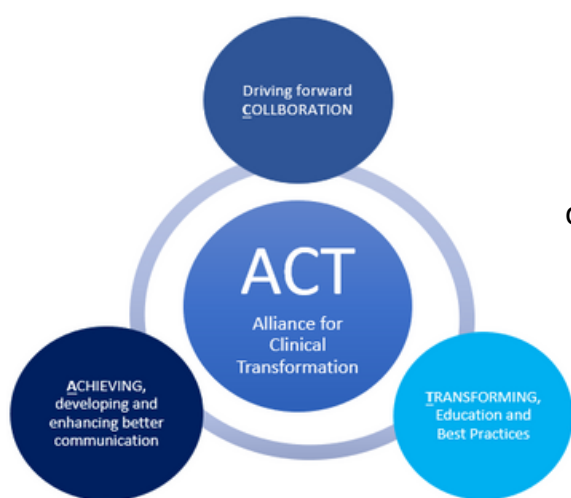 Driving forward
COLLBORATION
ACT
Alliance for
Clinical
Transformation
ACHIEVING,
developing and
enhancing better
communication
TRANSFORMING,
Education and
Best Practices